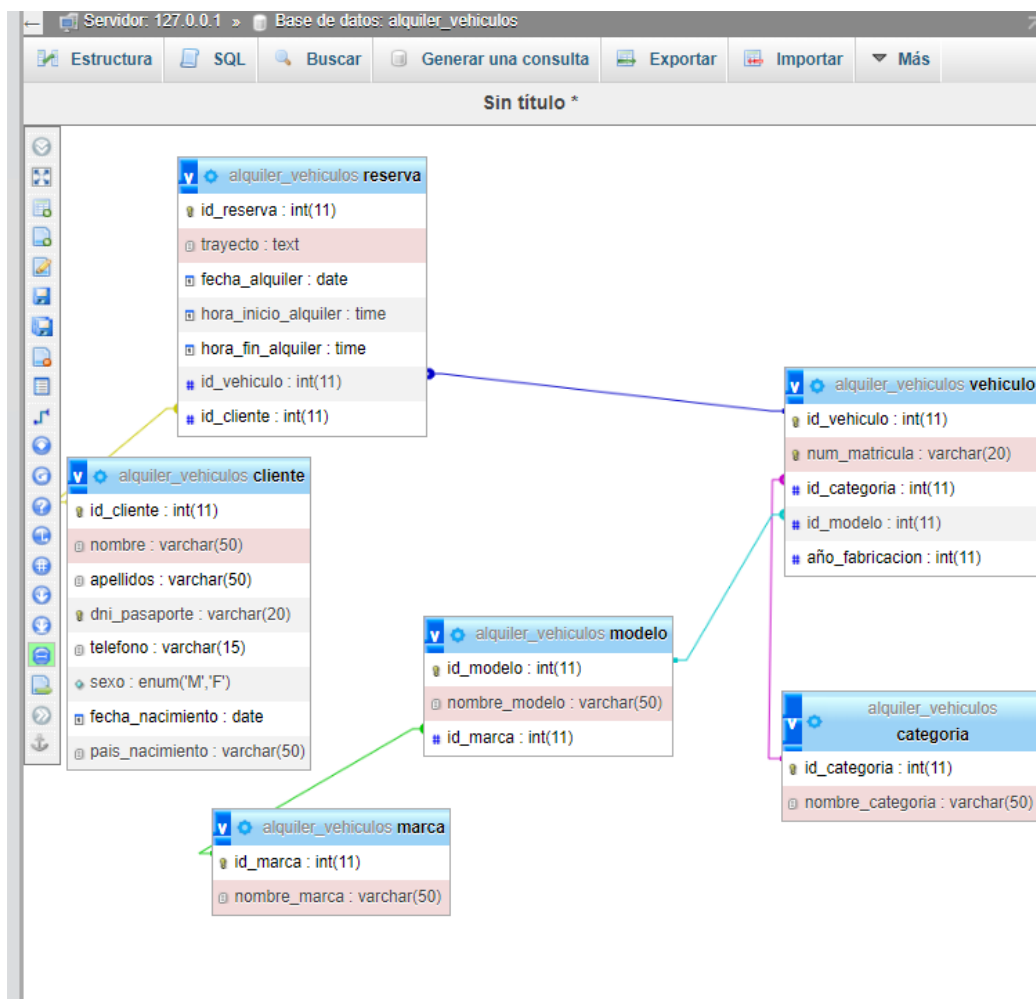 Servidor: 127.0.0.1 » Base de datos: alquiler_vehiculos
Estructura SQL Buscar Generar una consulta Exportar Importar Más
Sin título *
alquiler_vehiculos reserva
id_reserva : int(11)
trayecto : text
fecha_alquiler : date
hora_inicio_alquiler : time
hora_fin_alquiler : time
id_vehiculo : int(11)
id_cliente : int(11)
alquiler_vehiculos vehiculo
id_vehiculo : int(11)
num_matricula : varchar(20)
id_categoria : int(11)
id_modelo : int(11)
año_fabricacion : int(11)
alquiler_vehiculos cliente
id_cliente : int(11)
nombre : varchar(50)
apellidos : varchar(50)
dni_pasaporte : varchar(20)
telefono : varchar(15)
sexo : enum('M','F')
fecha_nacimiento : date
pais_nacimiento : varchar(50)
alquiler_vehiculos modelo
id_modelo : int(11)
nombre_modelo : varchar(50)
id_marca : int(11)
alquiler_vehiculos
categoria
id_categoria : int(11)
nombre_categoria : varchar(50)
alquiler_vehiculos marca
id_marca : int(11)
nombre_marca : varchar(50)